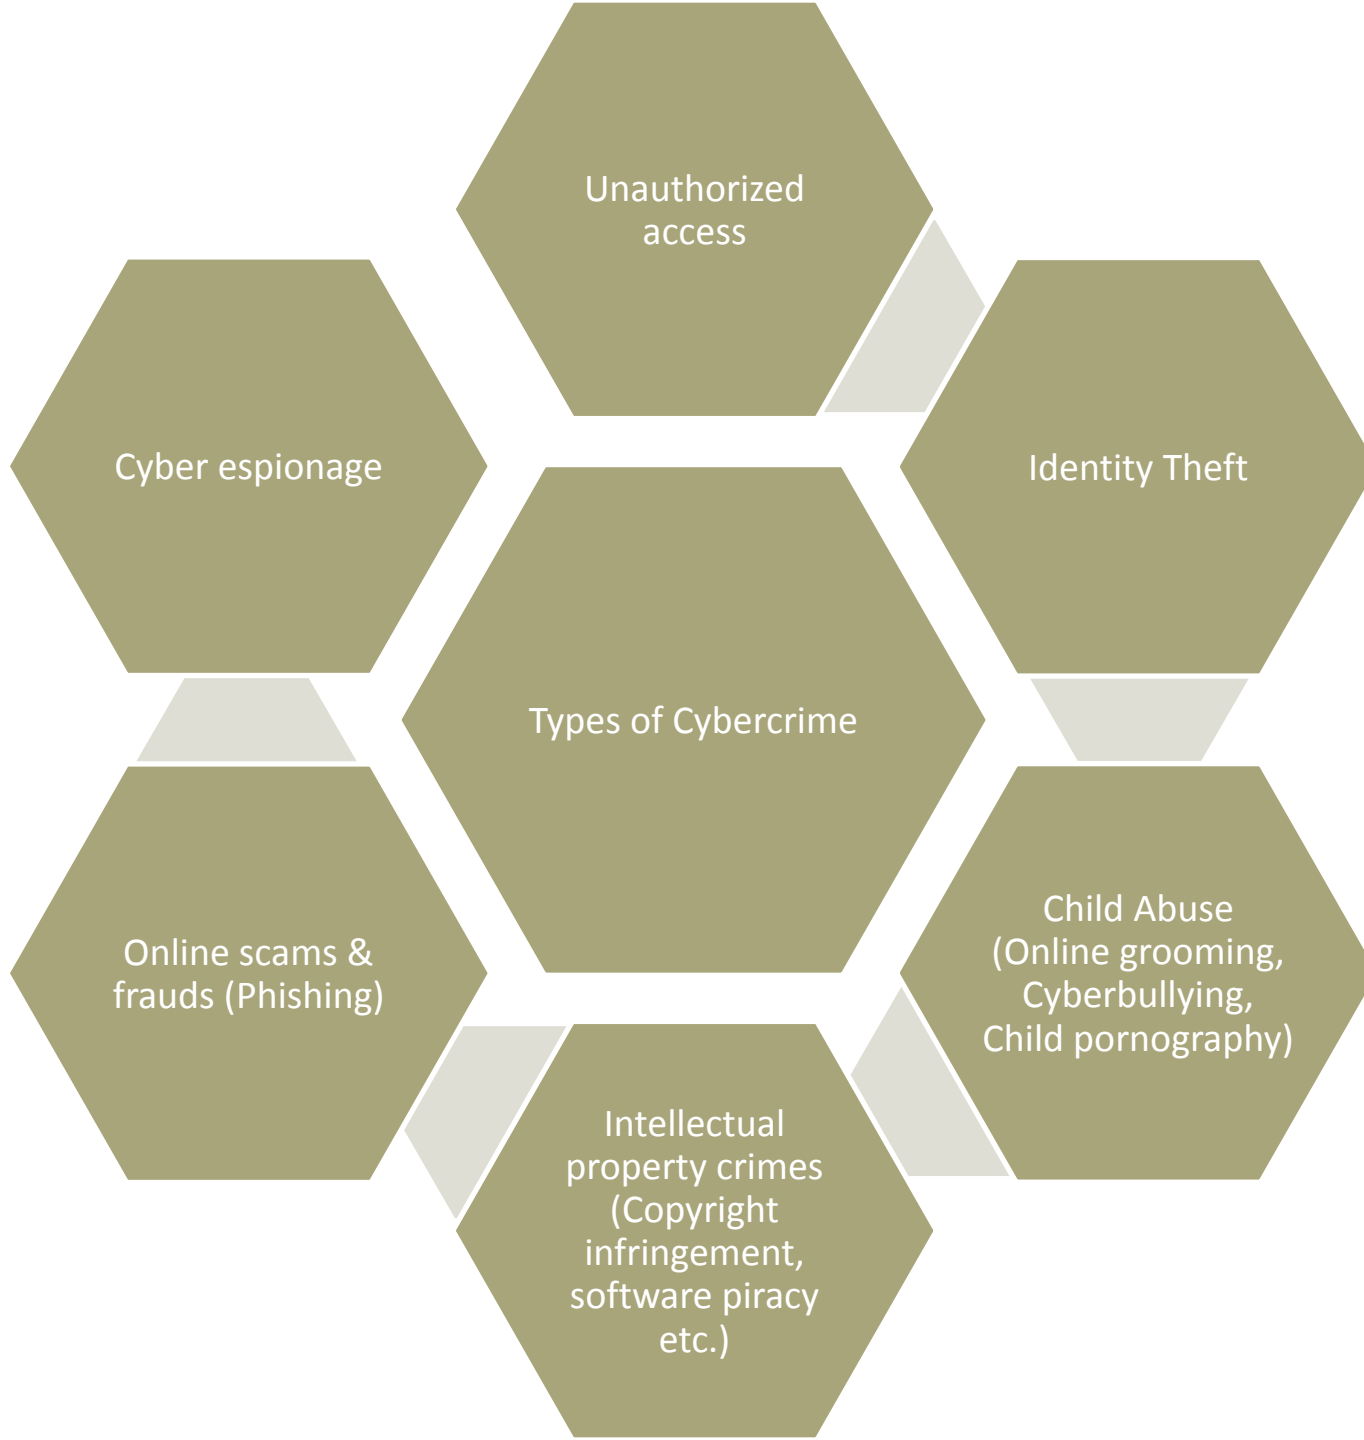 Unauthorized
access
Cyber espionage
Identity Theft
Types of Cybercrime
Online scams &
frauds (Phishing)
Child Abuse
(Online grooming,
Cyberbullying,
Child pornography)
Intellectual
property crimes
(Copyright
infringement,
software piracy
etc.)